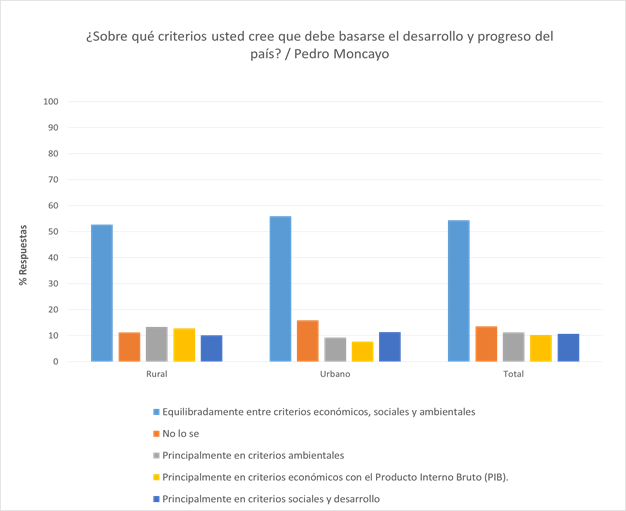 ¿Sobre qué criterios usted cree que debe basarse el desarrollo y progreso del
país? / Pedro Moncayo
100
90
80
70
60
50
40
30
20
10
0
% Respuestas
Rural Urbano Total
Equilibradamente entre criterios económicos, sociales y ambientales
No lo se
Principalmente en criterios ambientales
Principalmente en criterios económicos con el Producto Interno Bruto (PIB).
Principalmente en criterios sociales y desarrollo